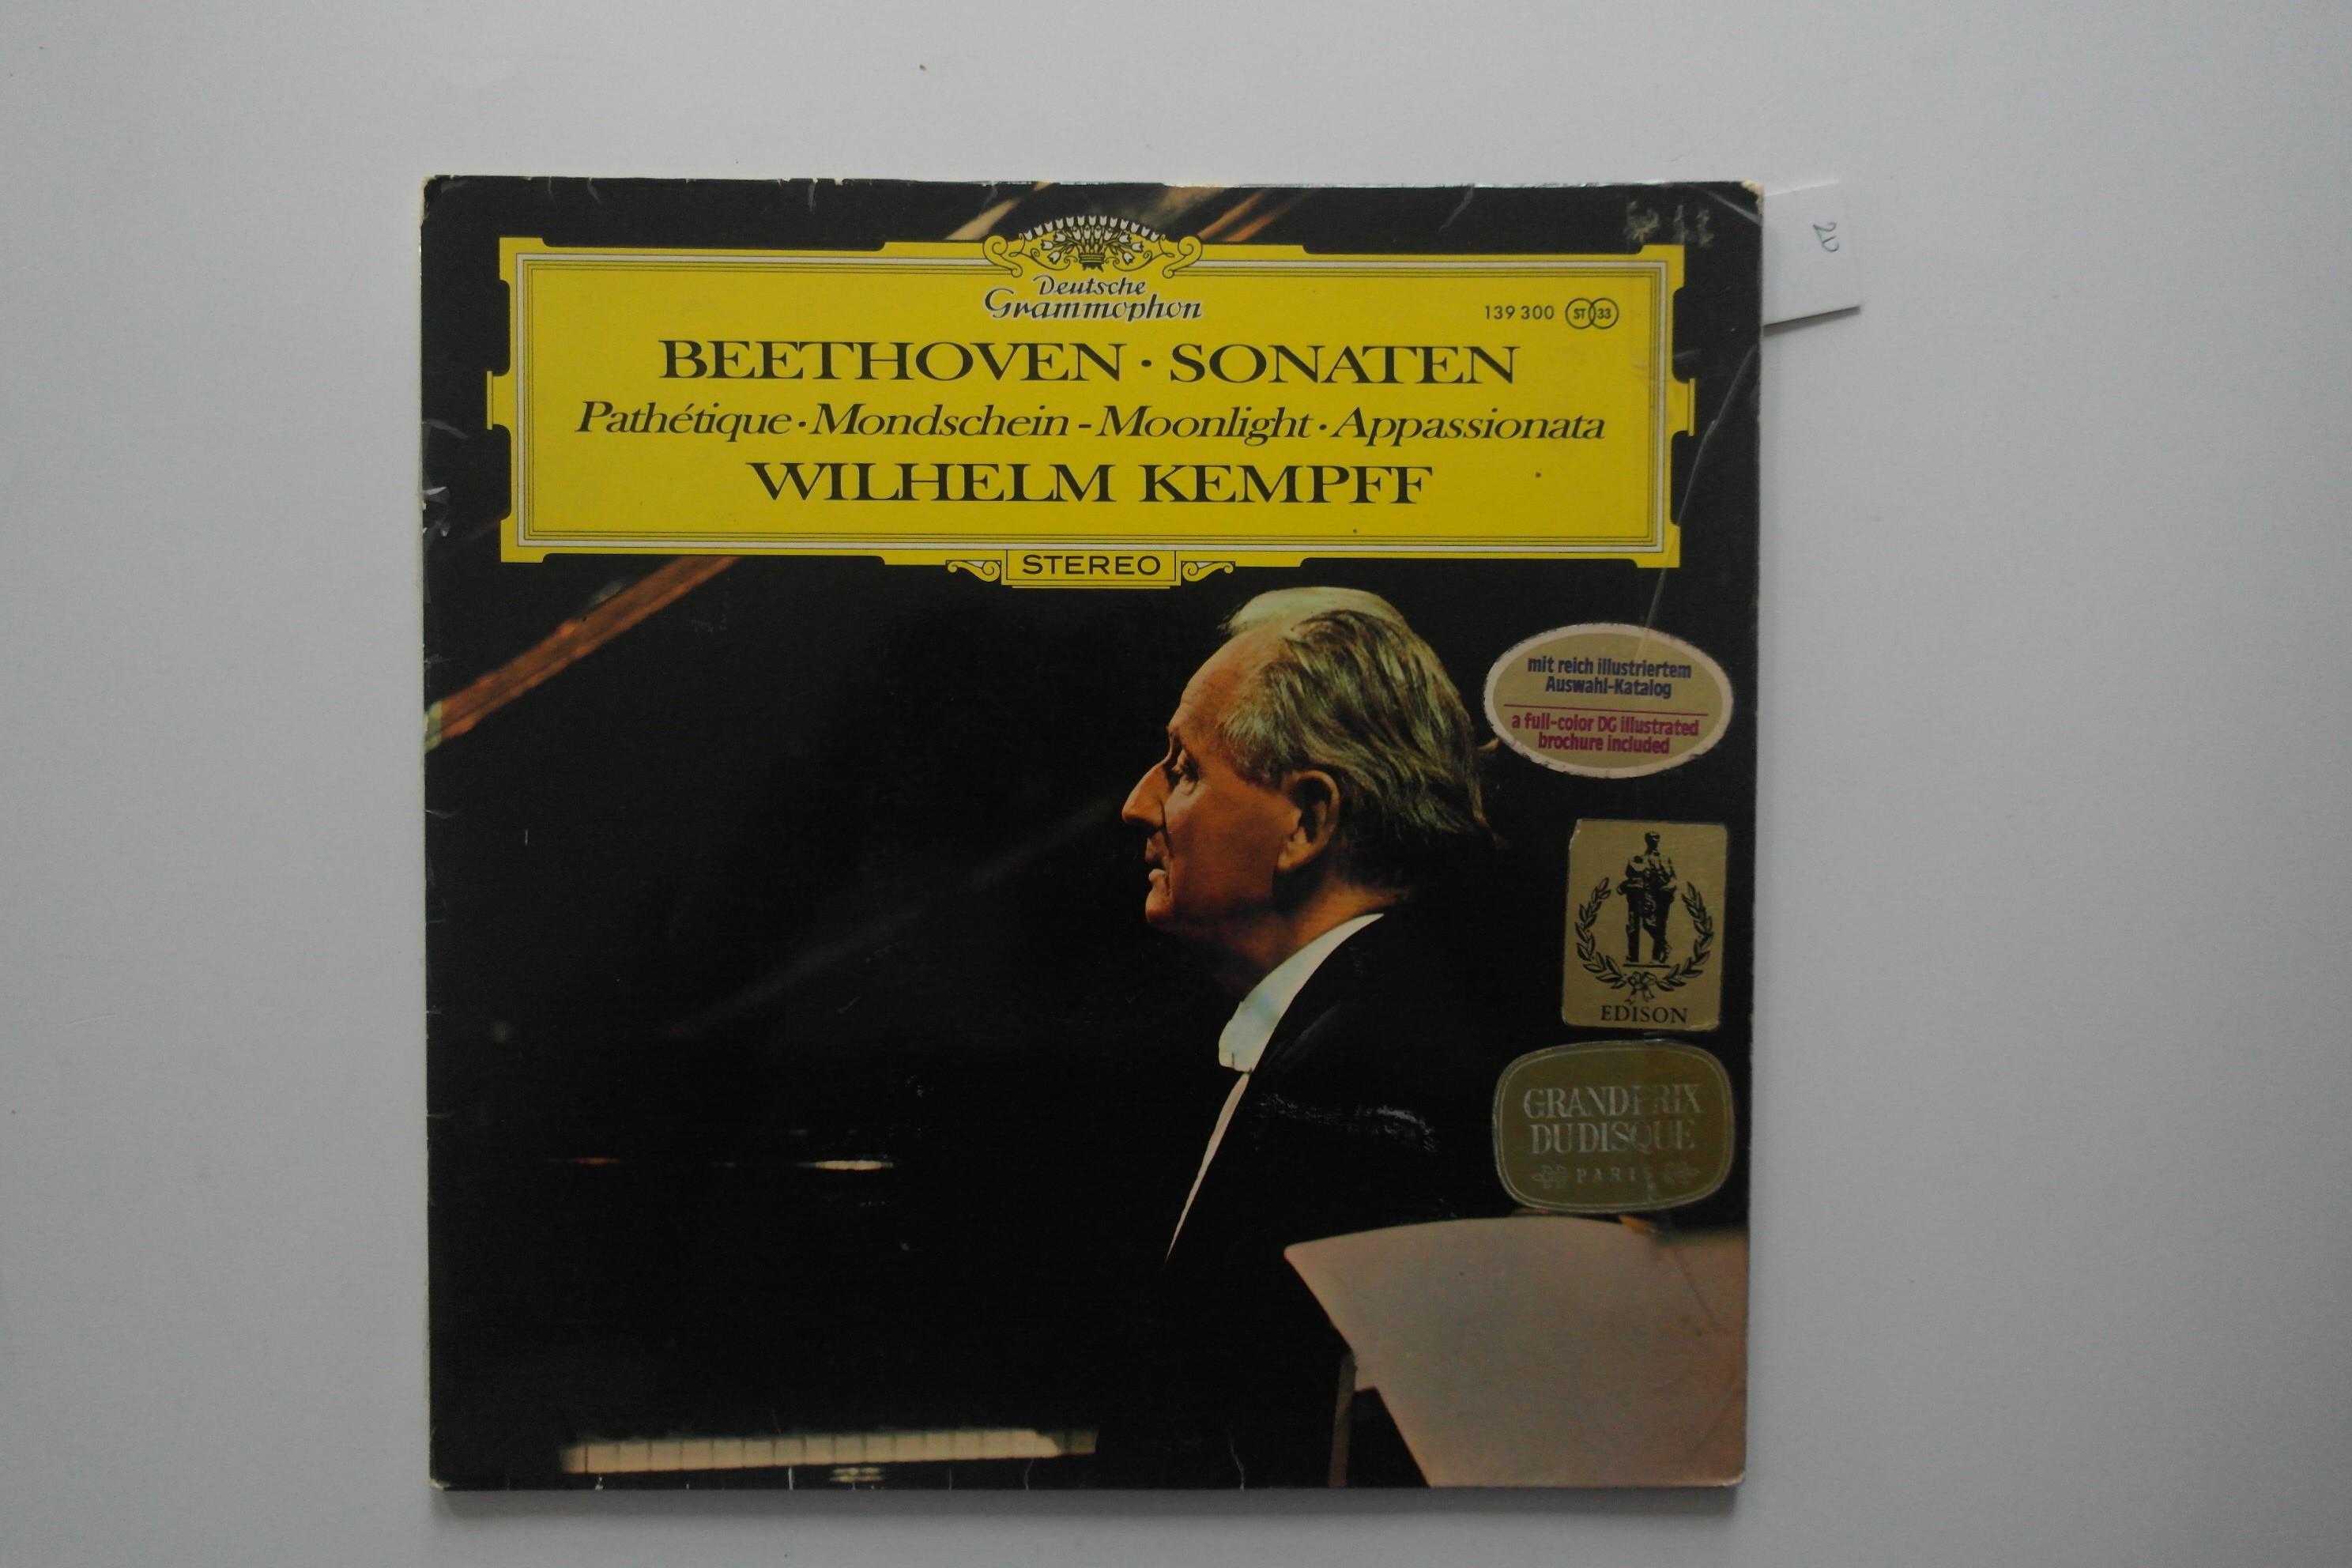 Deutsche
Grammophon
139 300 ST 33
BEETHOVEN · SONATEN
Pathétique · Mondschein - Moonlight · Appassionata
WILHELM KEMPFF
STEREO
mit reich illustriertem
Auswahl-Katalog
a full-color DG illustrated
brochure included
EDISON
GRAND PRIX
DU DISQUE
PARIS